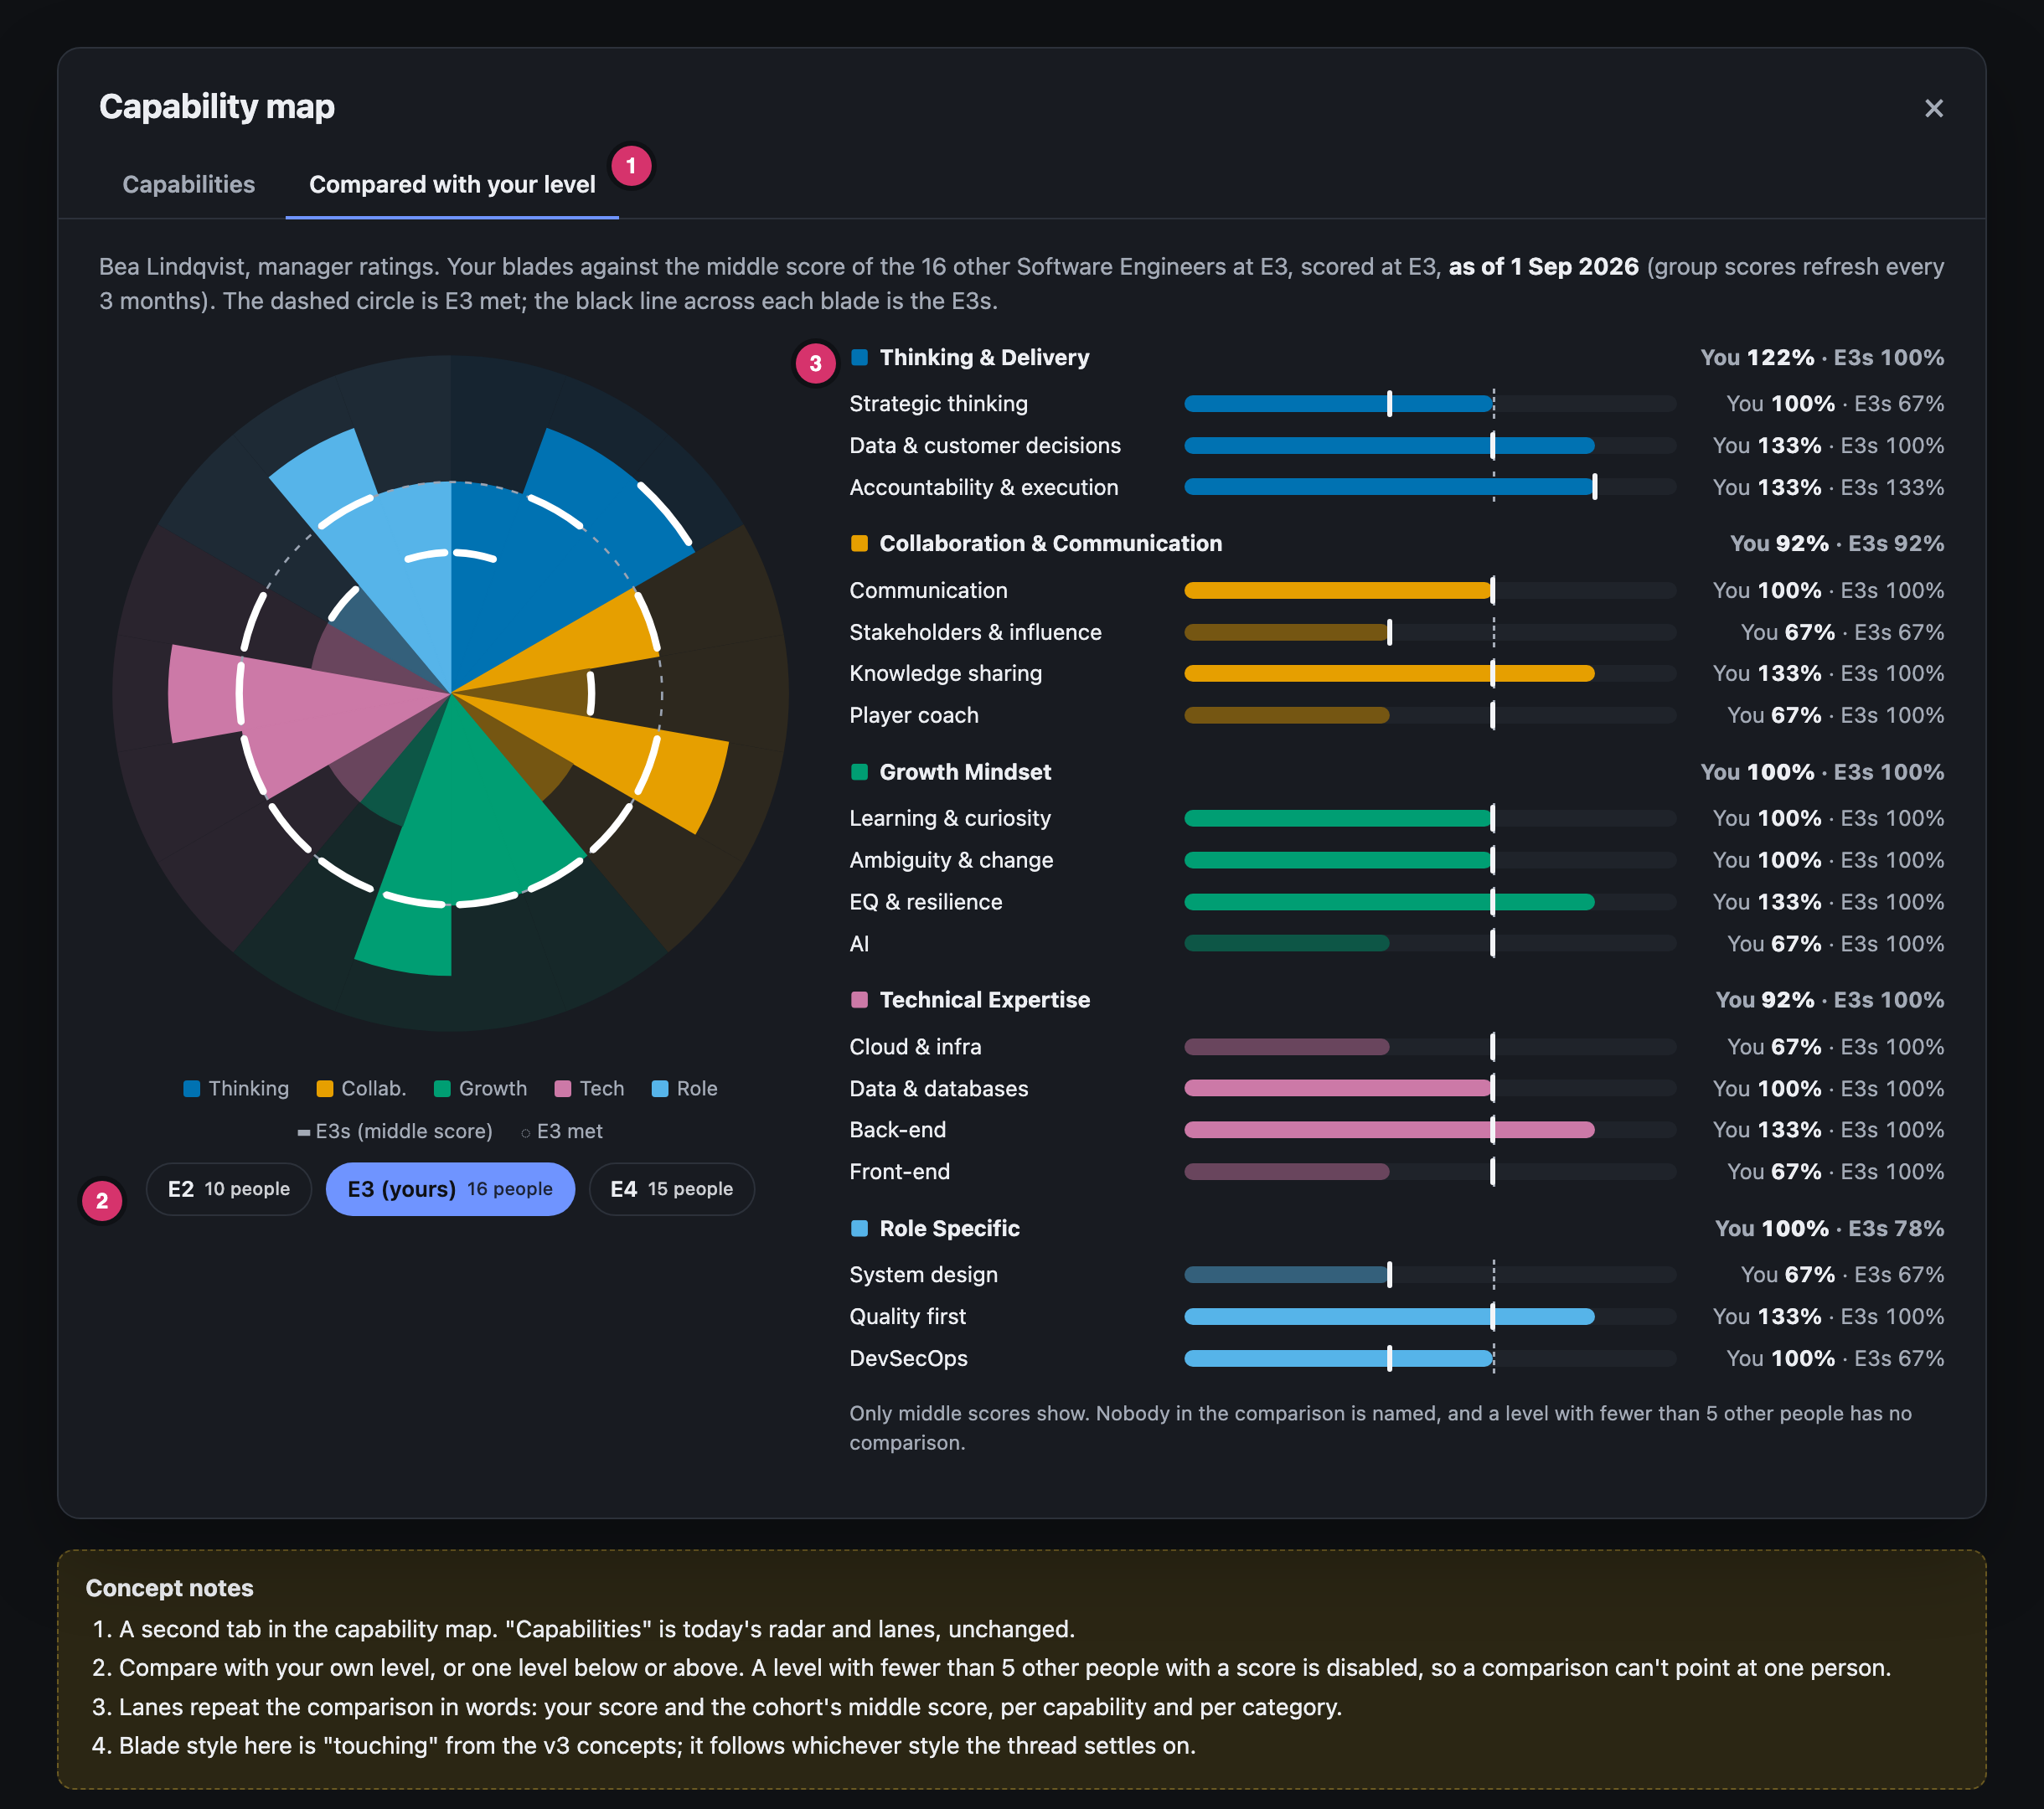 Capability map
Capabilities
Compared with your level
1
Bea Lindqvist, manager ratings. Your blades against the middle score of the 16 other Software Engineers at E3, scored at E3, as of 1 Sep 2026 (group scores refresh every
3 months). The dashed circle is E3 met; the black line across each blade is the E3s.
Thinking
Collab.
Growth
Tech
Role
E3s (middle score)
E3 met
2
E2 10 people
E3 (yours) 16 people
E4 15 people
3
Thinking & Delivery You 122% · E3s 100%
Strategic thinking You 100% · E3s 67%
Data & customer decisions You 133% · E3s 100%
Accountability & execution You 133% · E3s 133%
Collaboration & Communication You 92% · E3s 92%
Communication You 100% · E3s 100%
Stakeholders & influence You 67% · E3s 67%
Knowledge sharing You 133% · E3s 100%
Player coach You 67% · E3s 100%
Growth Mindset You 100% · E3s 100%
Learning & curiosity You 100% · E3s 100%
Ambiguity & change You 100% · E3s 100%
EQ & resilience You 133% · E3s 100%
AI You 67% · E3s 100%
Technical Expertise You 92% · E3s 100%
Cloud & infra You 67% · E3s 100%
Data & databases You 100% · E3s 100%
Back-end You 133% · E3s 100%
Front-end You 67% · E3s 100%
Role Specific You 100% · E3s 78%
System design You 67% · E3s 67%
Quality first You 133% · E3s 100%
DevSecOps You 100% · E3s 67%
Only middle scores show. Nobody in the comparison is named, and a level with fewer than 5 other people has no
comparison.
Concept notes
1. A second tab in the capability map. "Capabilities" is today's radar and lanes, unchanged.
2. Compare with your own level, or one level below or above. A level with fewer than 5 other people with a score is disabled, so a comparison can't point at one person.
3. Lanes repeat the comparison in words: your score and the cohort's middle score, per capability and per category.
4. Blade style here is "touching" from the v3 concepts; it follows whichever style the thread settles on.